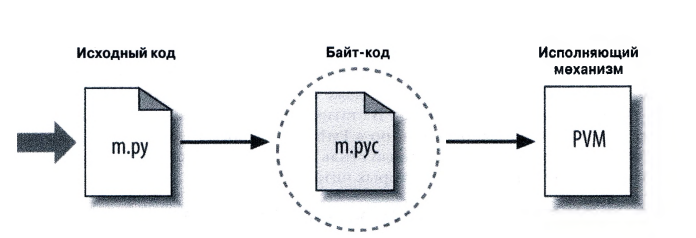 Исходный код
Байт-код
Исполняющий
механизм
m.py
m.pyc
PVM